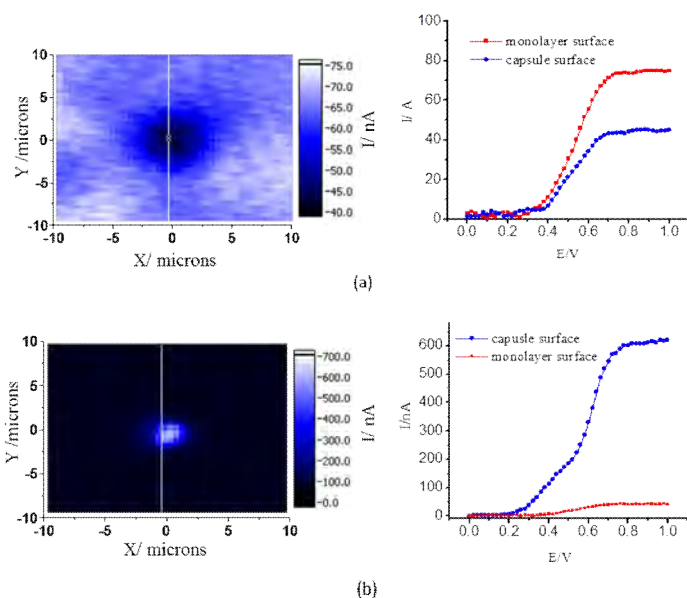 10
5
0
-5
-10
-10
-5
0
5
10
Y /microns
X/ microns
75.0
70.0
65.0
60.0
55.0
50.0
45.0
40.0
I/ nA
100
80
60
40
20
0
I/ A
monolayer surface
capsule surface
0.0 0.2 0.4 0.6 0.8 1.0
E/V
(a)
10
5
0
-5
-10
-10
-5
0
5
10
Y /microns
X/ microns
700.0
600.0
500.0
400.0
300.0
200.0
100.0
0.0
I/ nA
600
500
400
300
200
100
0
I/nA
capusle surface
monolayer surface
0.0 0.2 0.4 0.6 0.8 1.0
E/V
(b)